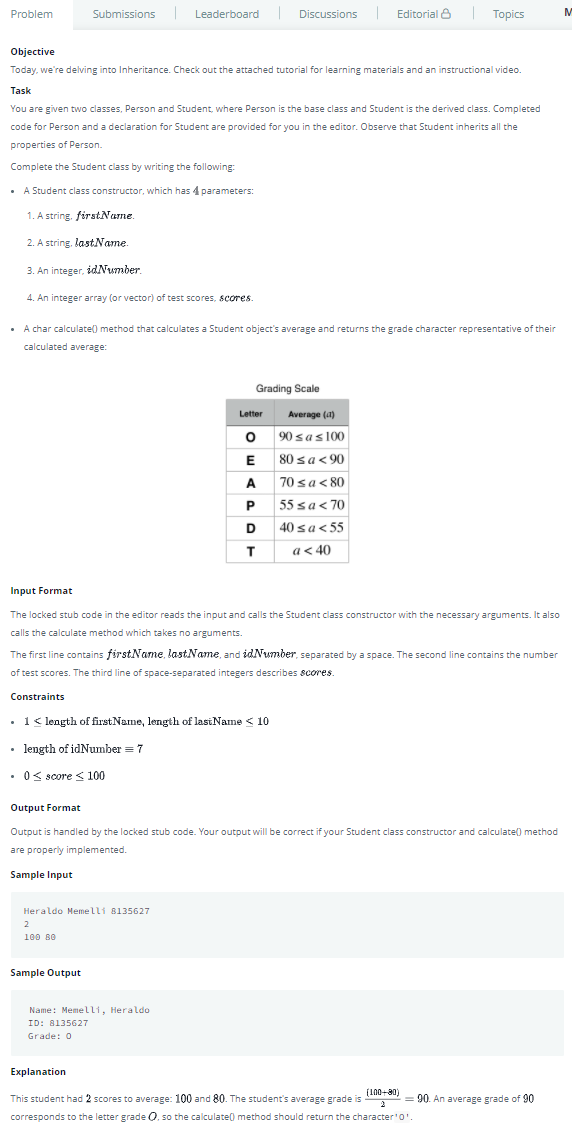 Problem Submissions Leaderboard Discussions Editorial Topics M
Objective
Today, we're delving into Inheritance. Check out the attached tutorial for learning materials and an instructional video.
Task
You are given two classes, Person and Student, where Person is the base class and Student is the derived class. Completed
code for Person and a declaration for Student are provided for you in the editor. Observe that Student inherits all the
properties of Person.
Complete the Student class by writing the following:
• A Student class constructor, which has 4 parameters:
1. A string, firstName.
2. A string, lastName.
3. An integer, idNumber.
4. An integer array (or vector) of test scores, scores.
• A char calculate() method that calculates a Student object's average and returns the grade character representative of their
calculated average:
Grading Scale
Letter Average (a)
O 90 ≤ a ≤ 100
E 80 ≤ a < 90
A 70 ≤ a < 80
P 55 ≤ a < 70
D 40 ≤ a < 55
T a < 40
Input Format
The locked stub code in the editor reads the input and calls the Student class constructor with the necessary arguments. It also
calls the calculate method which takes no arguments.
The first line contains firstName, lastName, and idNumber, separated by a space. The second line contains the number
of test scores. The third line of space-separated integers describes scores.
Constraints
• 1 ≤ length of firstName, length of lastName ≤ 10
• length of idNumber ≡ 7
• 0 ≤ score ≤ 100
Output Format
Output is handled by the locked stub code. Your output will be correct if your Student class constructor and calculate() method
are properly implemented.
Sample Input
Heraldo Memelli 8135627
2
100 80
Sample Output
Name: Memelli, Heraldo
ID: 8135627
Grade: O
Explanation
This student had 2 scores to average: 100 and 80. The student's average grade is (100+80)/2 = 90. An average grade of 90
corresponds to the letter grade O, so the calculate() method should return the character'O'.